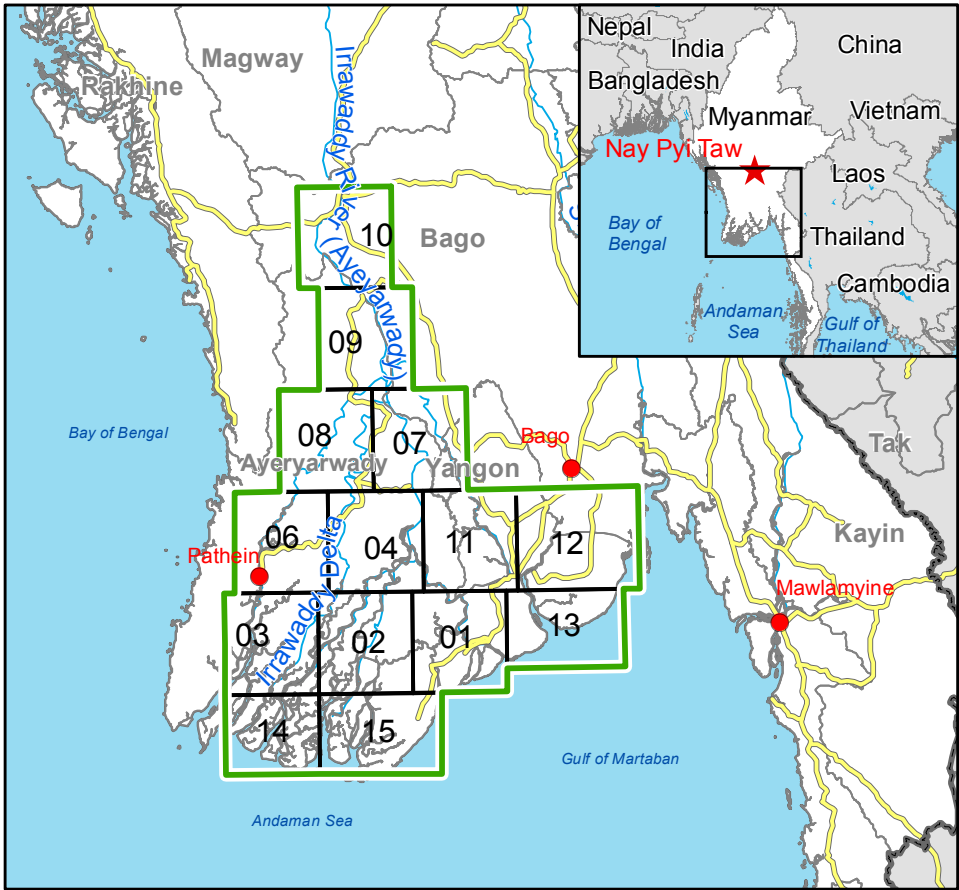 Magway
Rakhine
Irrawaddy River (Ayeyarwady)
Bago
10
09
08
07
Bay of Bengal
Ayeryarwady
Yangon
Bago
Tak
Kayin
06
04
11
12
Pathein
Irrawaddy Delta
Mawlamyine
03
02
01
13
14
15
Gulf of Martaban
Andaman Sea
Nepal
India
China
Bangladesh
Myanmar
Vietnam
Nay Pyi Taw
Laos
Bay of
Bengal
Thailand
Cambodia
Andaman
Sea
Gulf of
Thailand